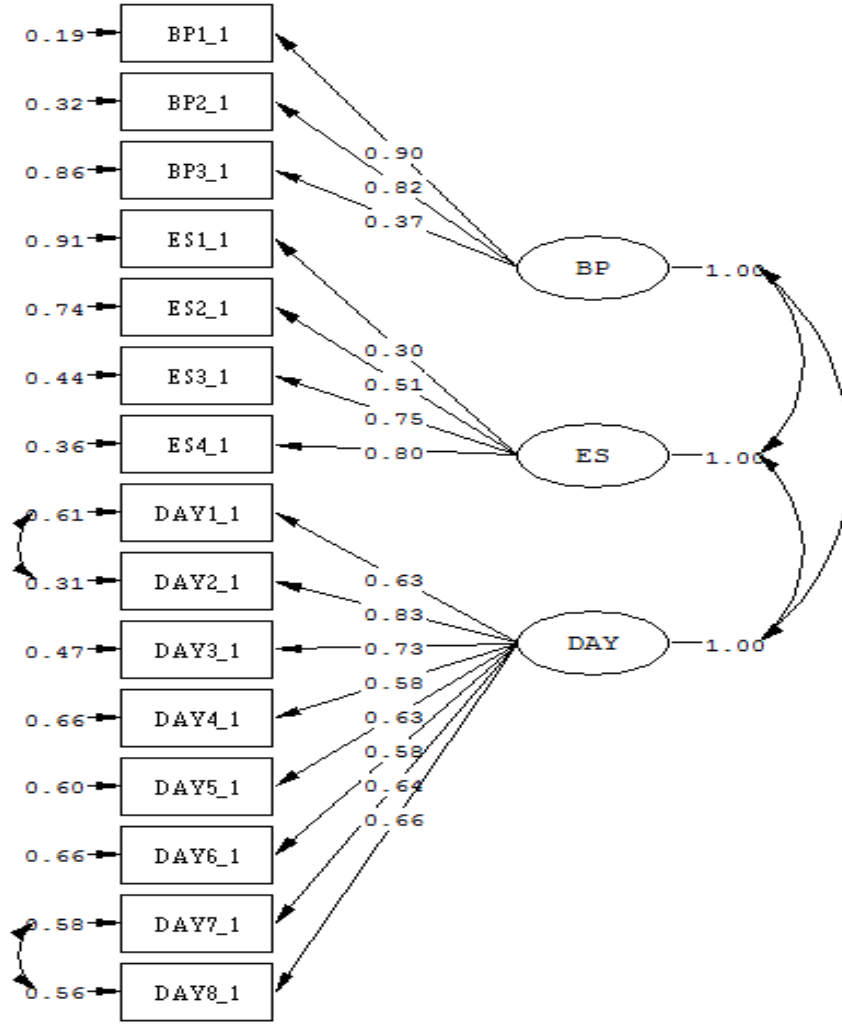 0.19 BP1_1
0.32 BP2_1
0.90
0.86 BP3_1
0.82
0.37
0.91 ES1_1
BP 1.00
0.74 ES2_1
0.30
0.44 ES3_1
0.51
0.75
0.36 ES4_1
0.80
ES 1.00
0.61 DAY1_1
0.31 DAY2_1
0.63
0.83
0.47 DAY3_1
0.73
DAY 1.00
0.58
0.66 DAY4_1
0.63
0.58
0.60 DAY5_1
0.64
0.66
0.66 DAY6_1
0.58 DAY7_1
0.56 DAY8_1